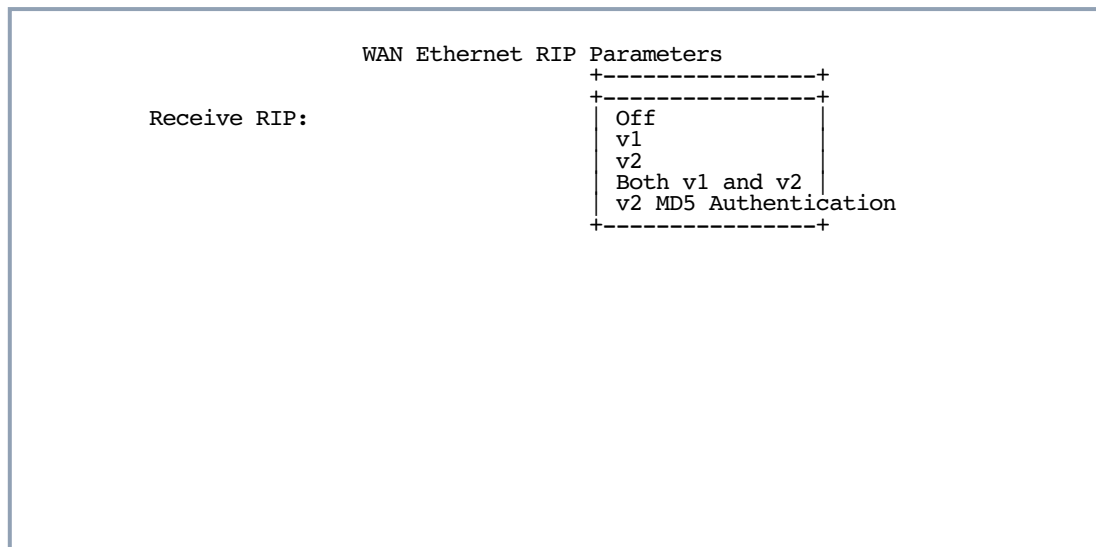 WAN Ethernet RIP Parameters
+----------------+
+----------------+
Receive RIP: | Off |
| v1 |
| v2 |
| Both v1 and v2 |
| v2 MD5 Authentication
+----------------+